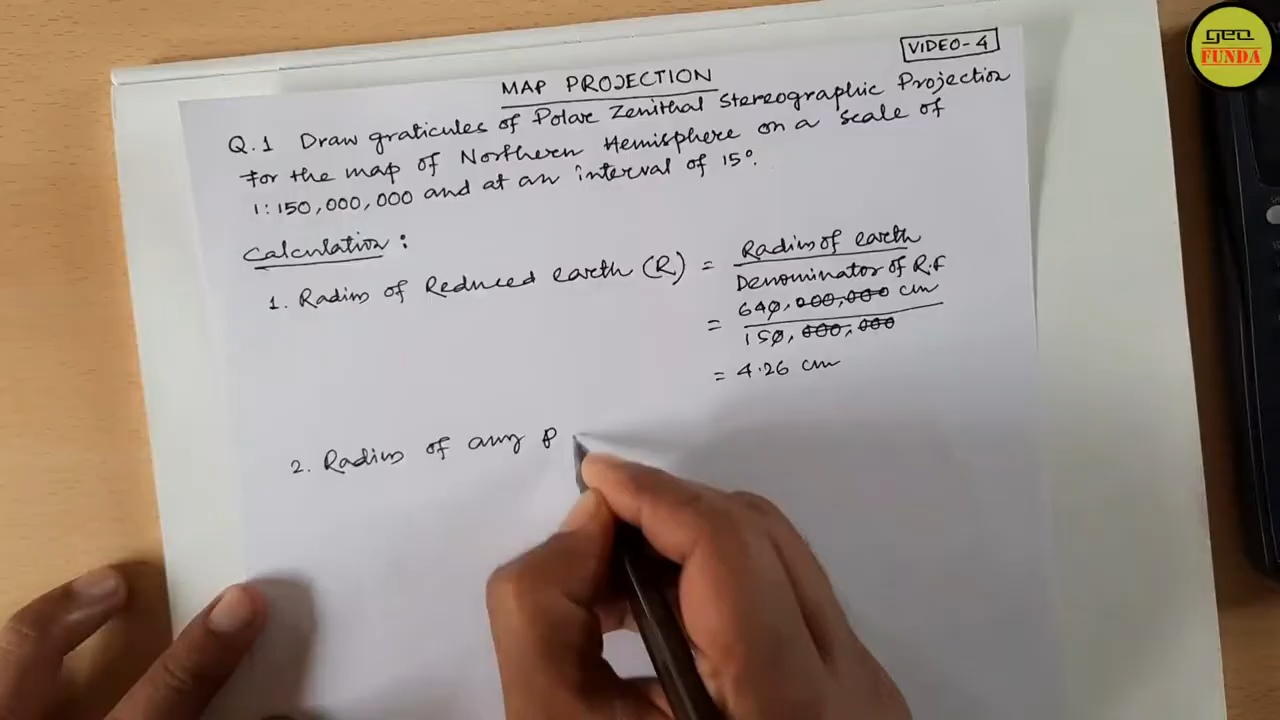 geo
FUNDA
VIDEO-4
MAP PROJECTION
Q.1 Draw graticules of Polar Zenithal Stereographic Projection
For the map of Northern Hemisphere on a scale of
1:150,000,000 and at an interval of 15°.
Calculation:
1. Radius of Reduced earth (R) = Radius of earth
Denominator of R.F
= 640,000,000 cm
150,000,000
= 4.26 cm
2. Radius of any P